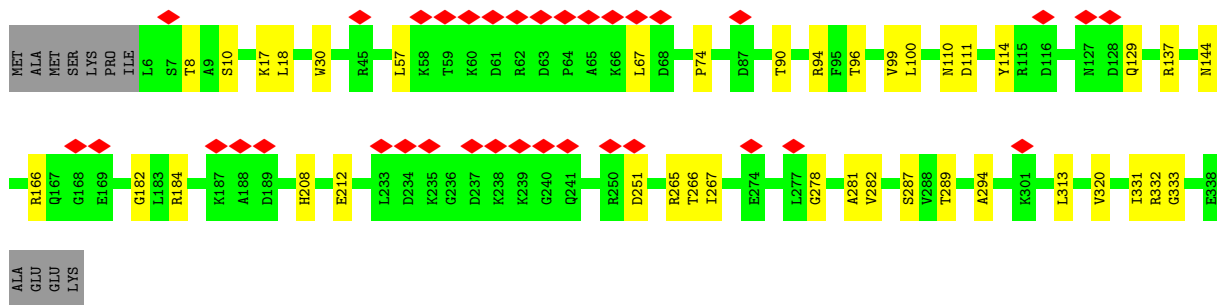 MET ALA MET SER LYS PRO ILE L6 S7 T8 A9 S10 K17 L18 W30 R45 L57 K58 T59 K60 D61 R62 D63 P64 A65 K66 L67 D68 P74 D87 T90 R94 F95 T96 V99 L100 N110 D111 Y114 R115 D116 N127 D128 Q129 R137 N144
R166 Q167 G168 E169 G182 L183 R184 K187 A188 D189 H208 E212 L233 D234 K235 G236 D237 K238 K239 G240 Q241 R250 D251 R265 T266 I267 E274 L277 G278 A281 V282 S287 V288 T289 A294 K301 L313 V320 I331 R332 G333 E338
ALA GLU GLU LYS